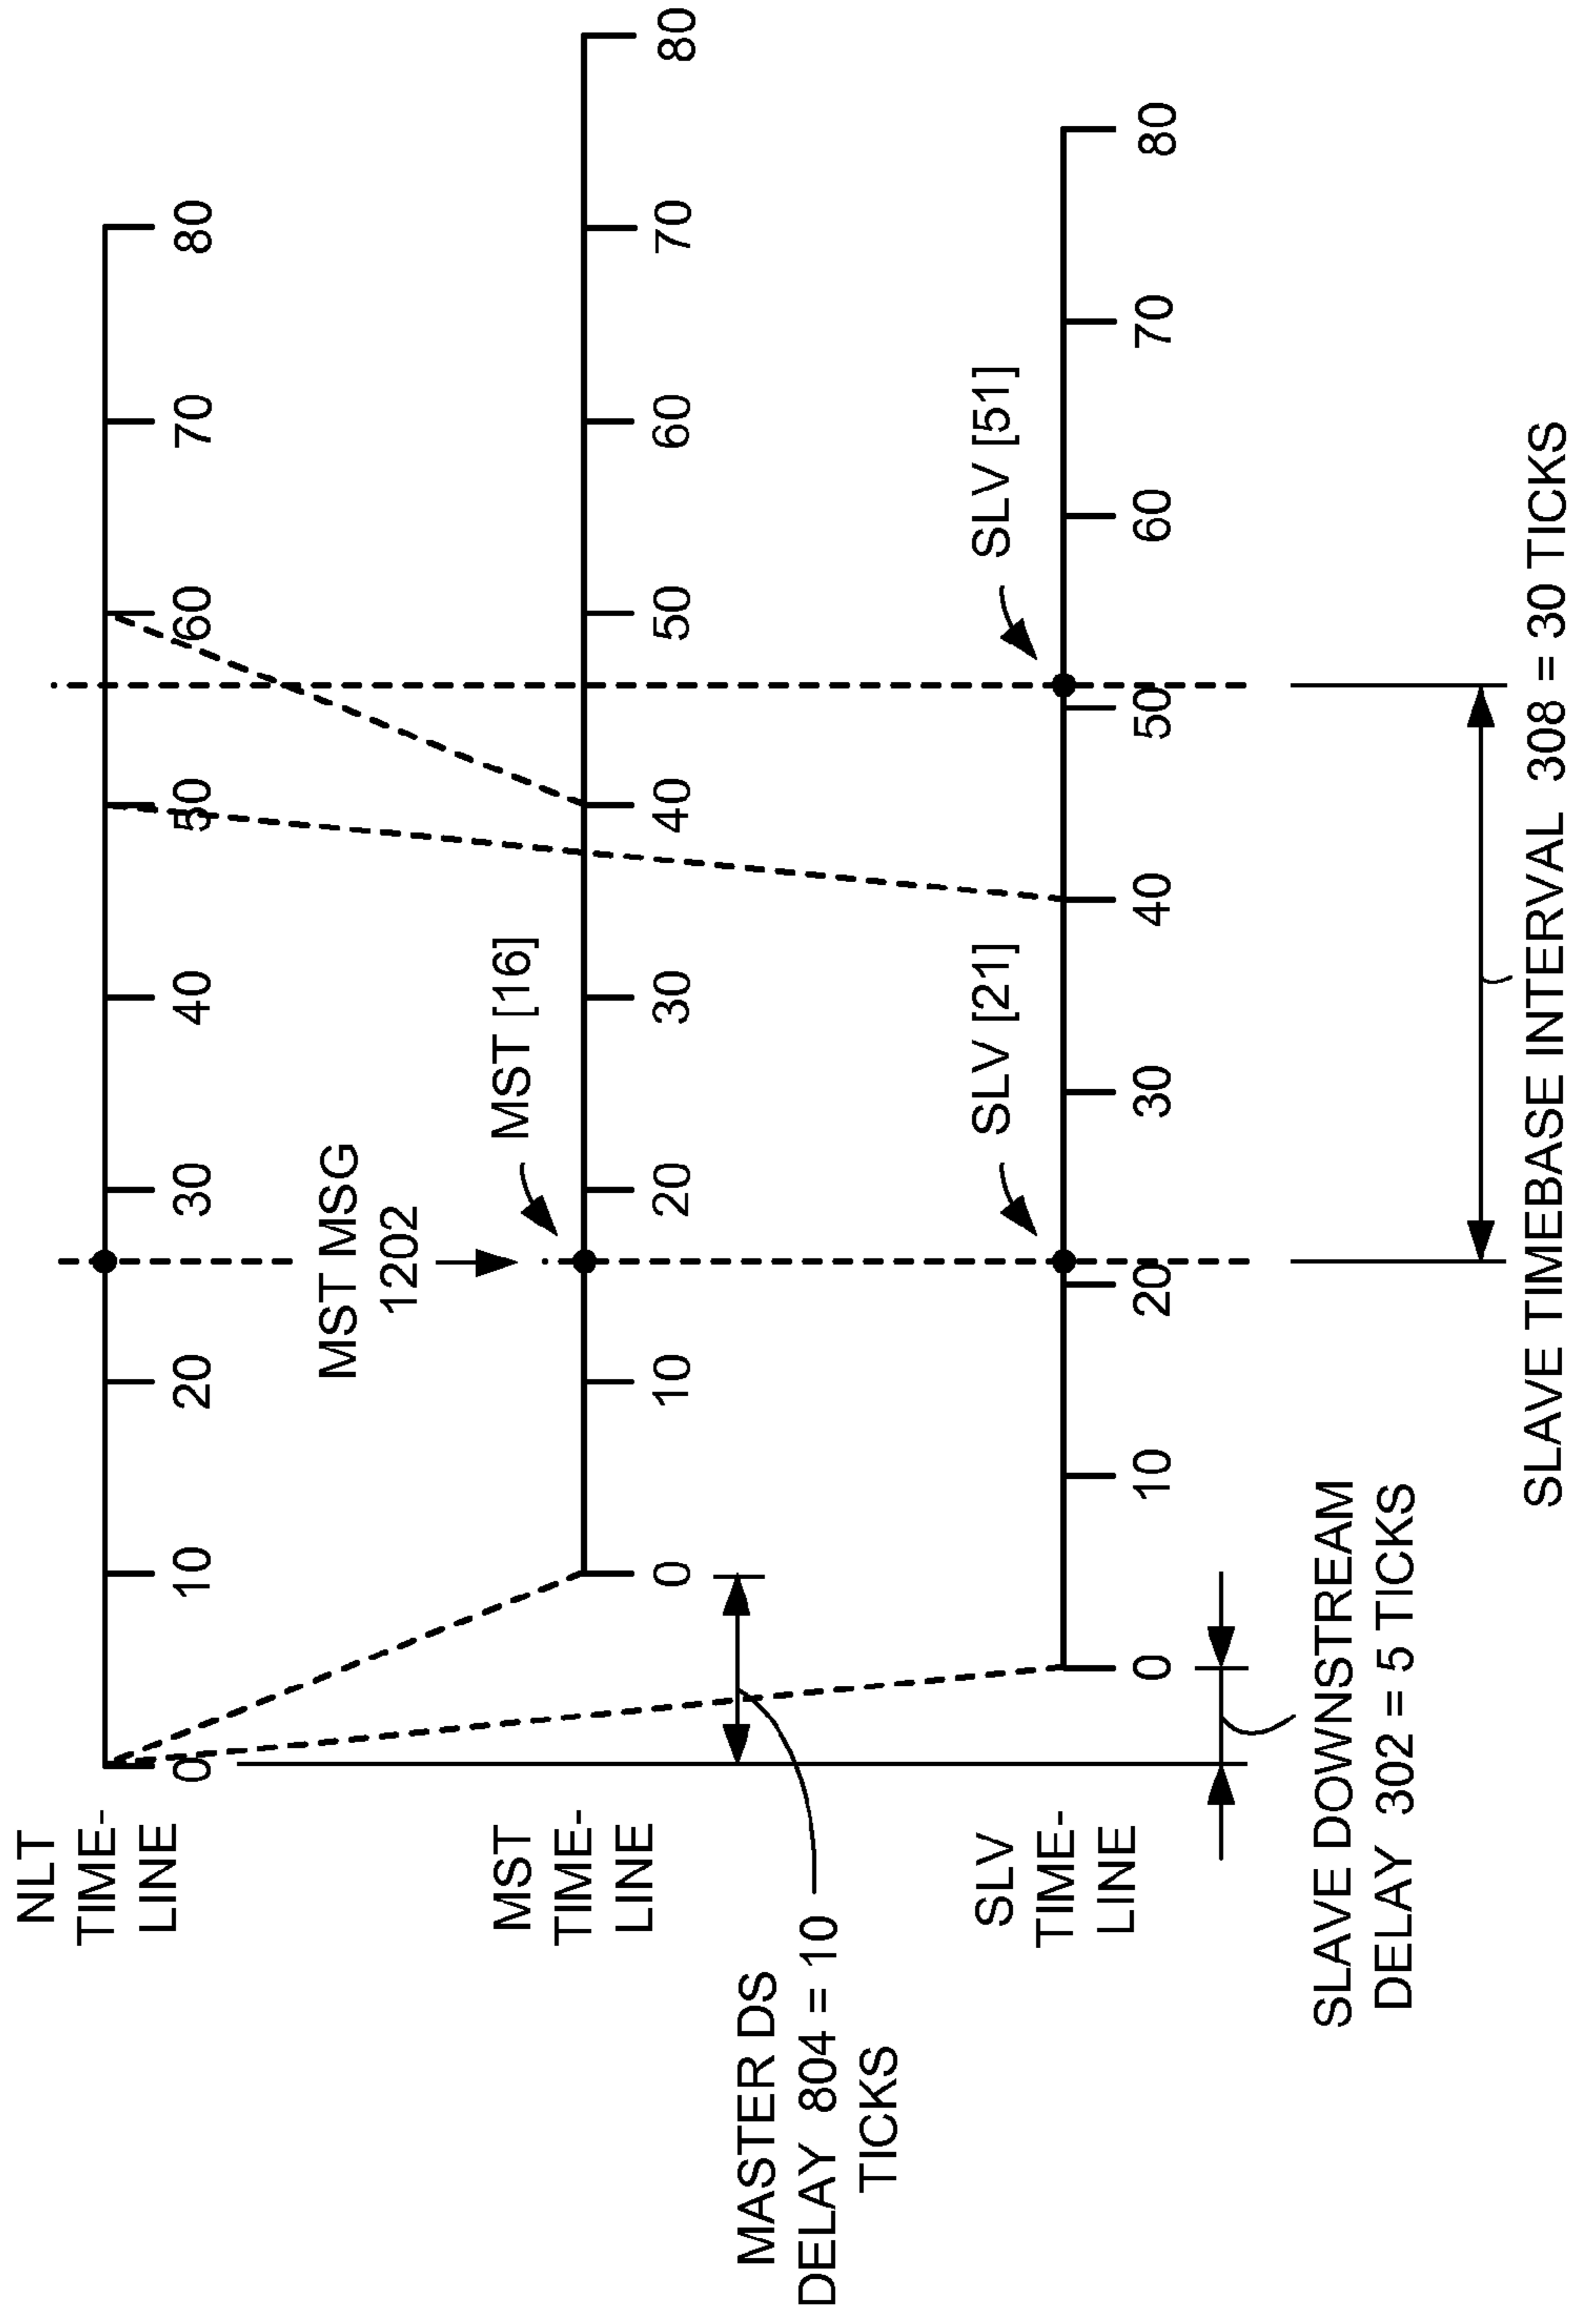 NLT
TIME-
LINE
0
10
20
30
40
50
60
70
80
MST MSG
1202
MST [16]
MST
TIME-
LINE
0
10
20
30
40
50
60
70
80
MASTER DS
DELAY 804 = 10
TICKS
SLV [21]
SLV [51]
SLV
TIME-
LINE
0
10
20
30
40
50
60
70
80
SLAVE DOWNSTREAM
DELAY 302 = 5 TICKS
SLAVE TIMEBASE INTERVAL 308 = 30 TICKS